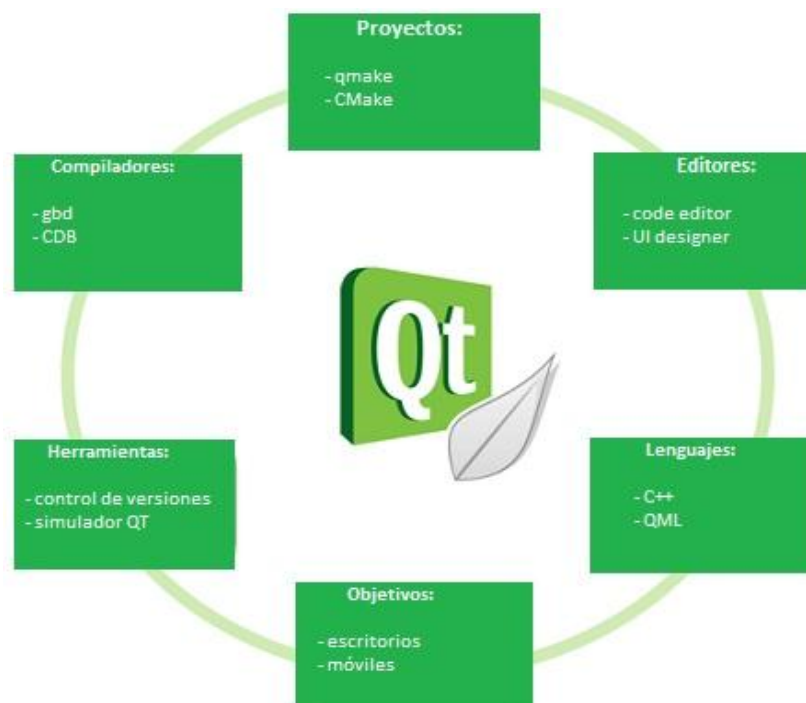 Proyectos:
- qmake
- CMake
Compiladores:
- gbd
- CDB
Editores:
- code editor
- UI designer
Qt
Herramientas:
- control de versiones
- simulador QT
Lenguajes:
- C++
- QML
Objetivos:
- escritorios
- móviles